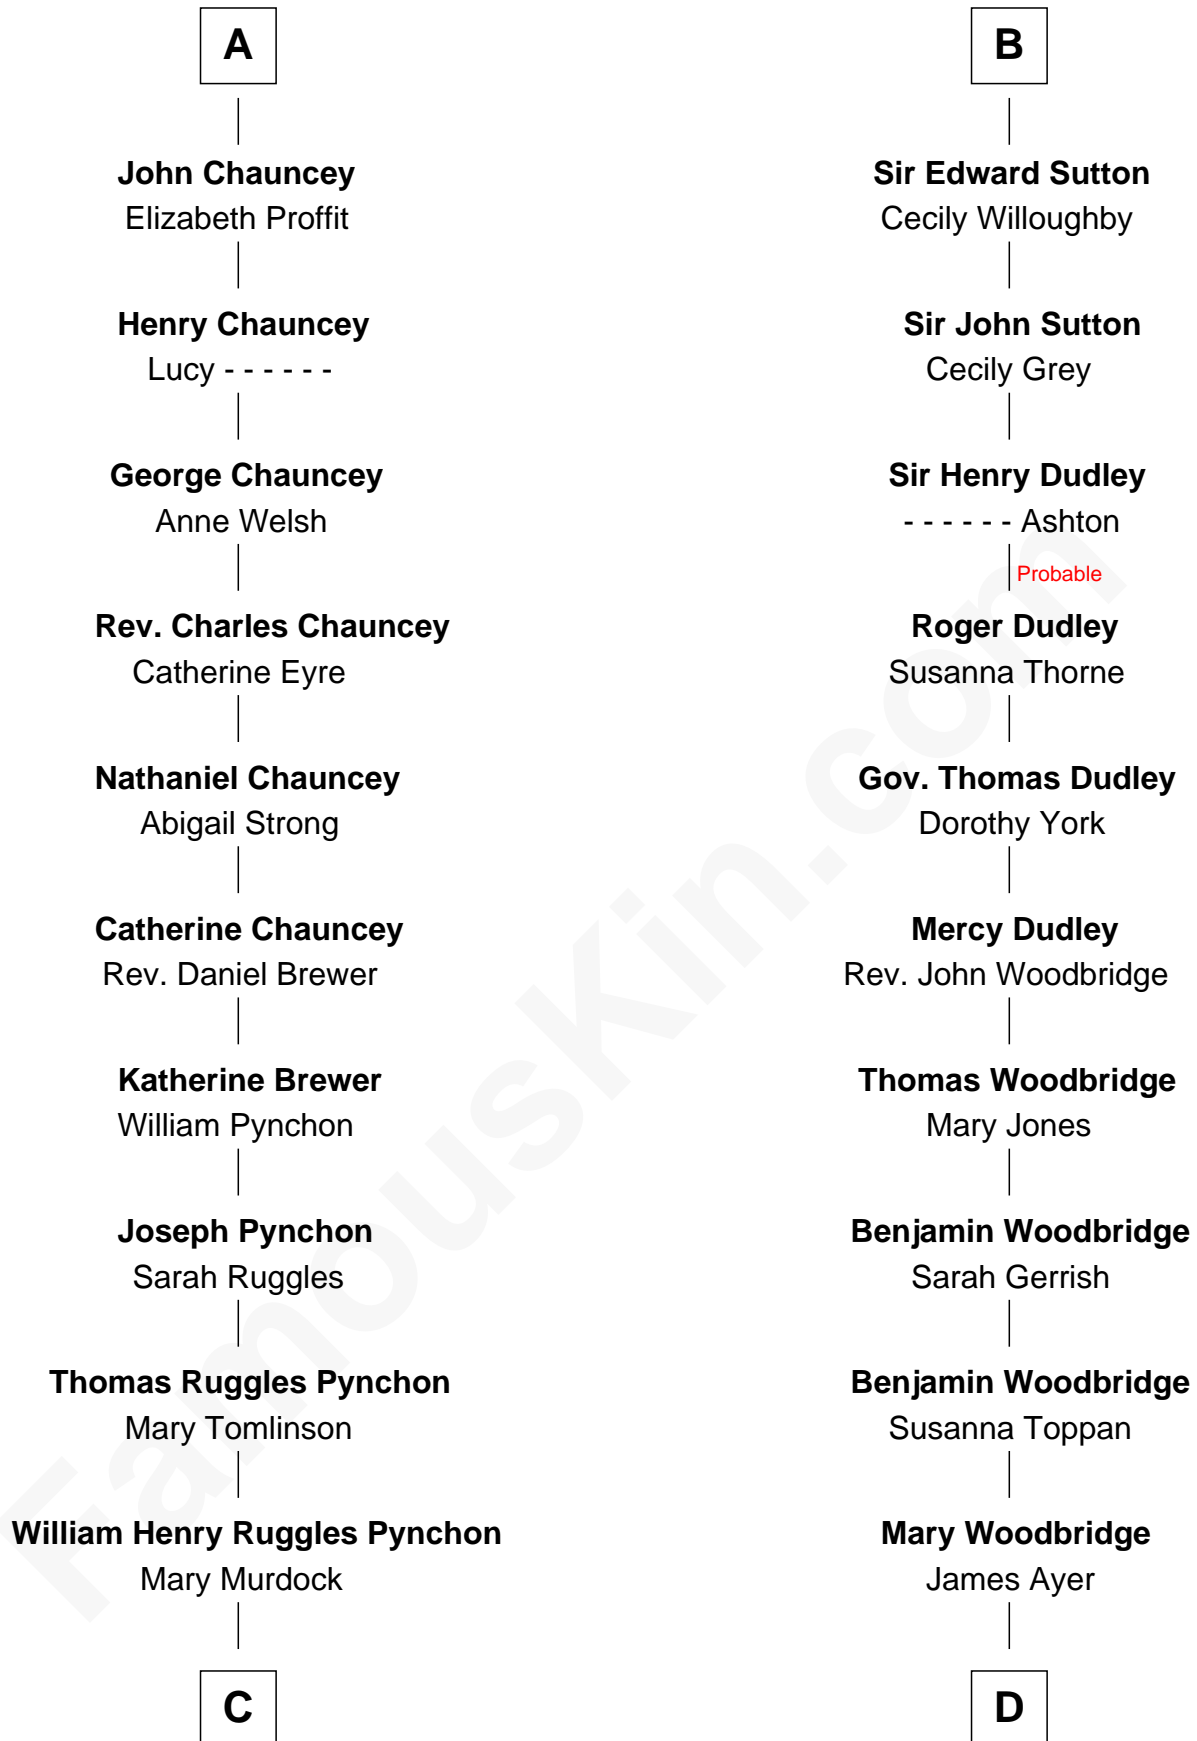 A
John Chauncey
Elizabeth Proffit
Henry Chauncey
Lucy - - - - - -
George Chauncey
Anne Welsh
Rev. Charles Chauncey
Catherine Eyre
Nathaniel Chauncey
Abigail Strong
Catherine Chauncey
Rev. Daniel Brewer
Katherine Brewer
William Pynchon
Joseph Pynchon
Sarah Ruggles
Thomas Ruggles Pynchon
Mary Tomlinson
William Henry Ruggles Pynchon
Mary Murdock
C
B
Sir Edward Sutton
Cecily Willoughby
Sir John Sutton
Cecily Grey
Sir Henry Dudley
- - - - - - Ashton
Probable
Roger Dudley
Susanna Thorne
Gov. Thomas Dudley
Dorothy York
Mercy Dudley
Rev. John Woodbridge
Thomas Woodbridge
Mary Jones
Benjamin Woodbridge
Sarah Gerrish
Benjamin Woodbridge
Susanna Toppan
Mary Woodbridge
James Ayer
D
FamousKin.com